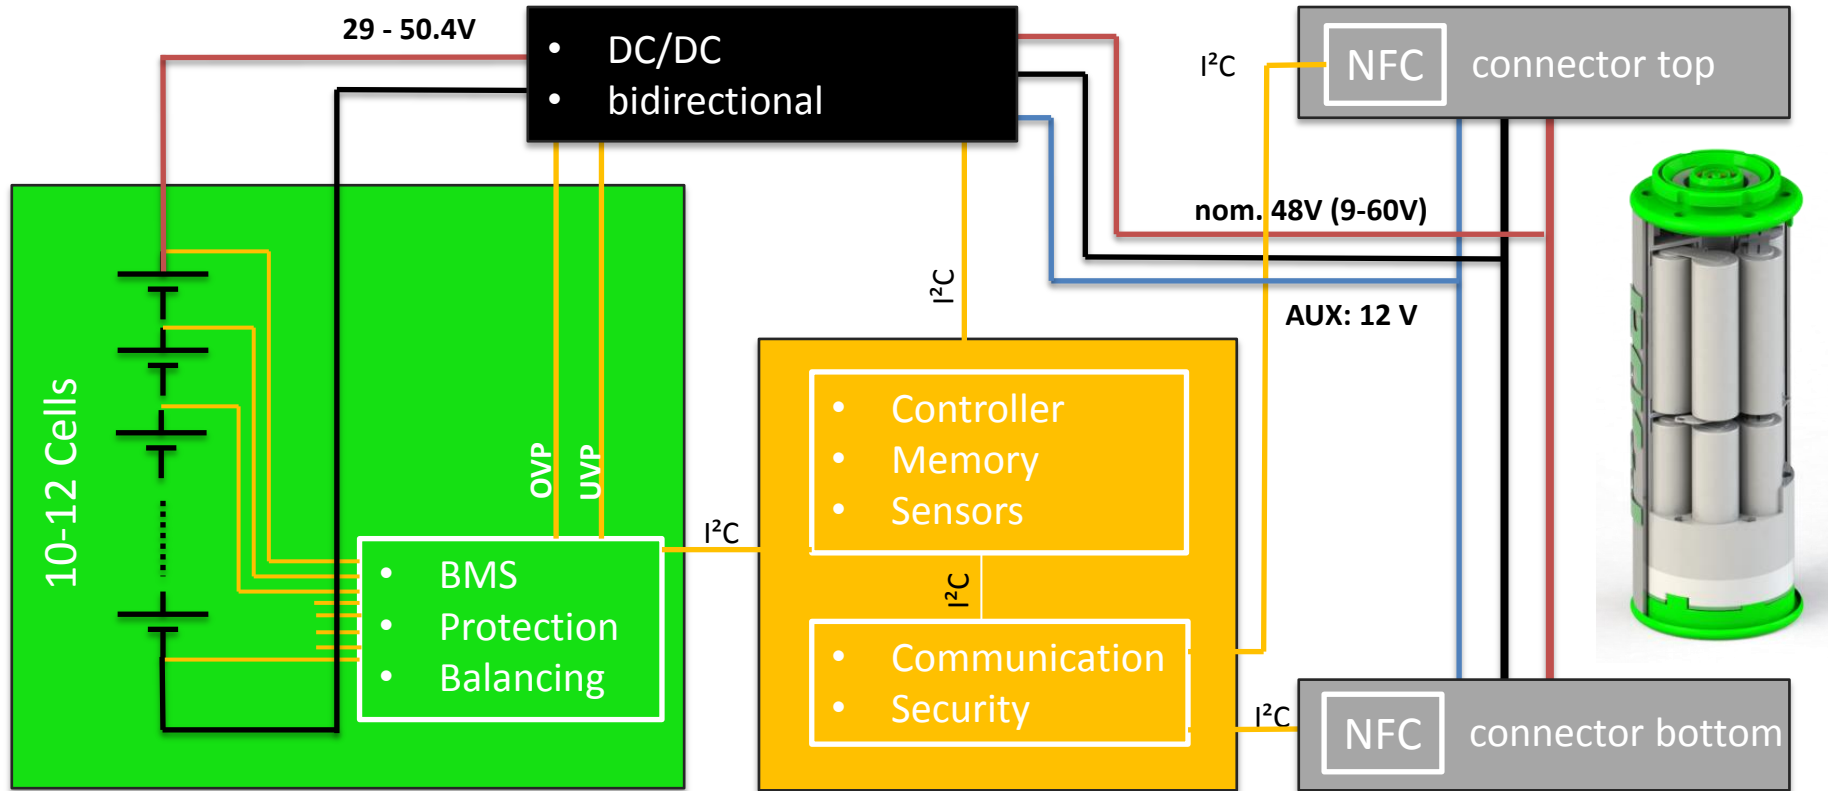 29 - 50.4V
• DC/DC
• bidirectional
I²C
NFC
connector top
nom. 48V (9-60V)
AUX: 12 V
I²C
10-12 Cells
OVP
UVP
• BMS
• Protection
• Balancing
I²C
• Controller
• Memory
• Sensors
I²C
• Communication
• Security
I²C
NFC
connector bottom